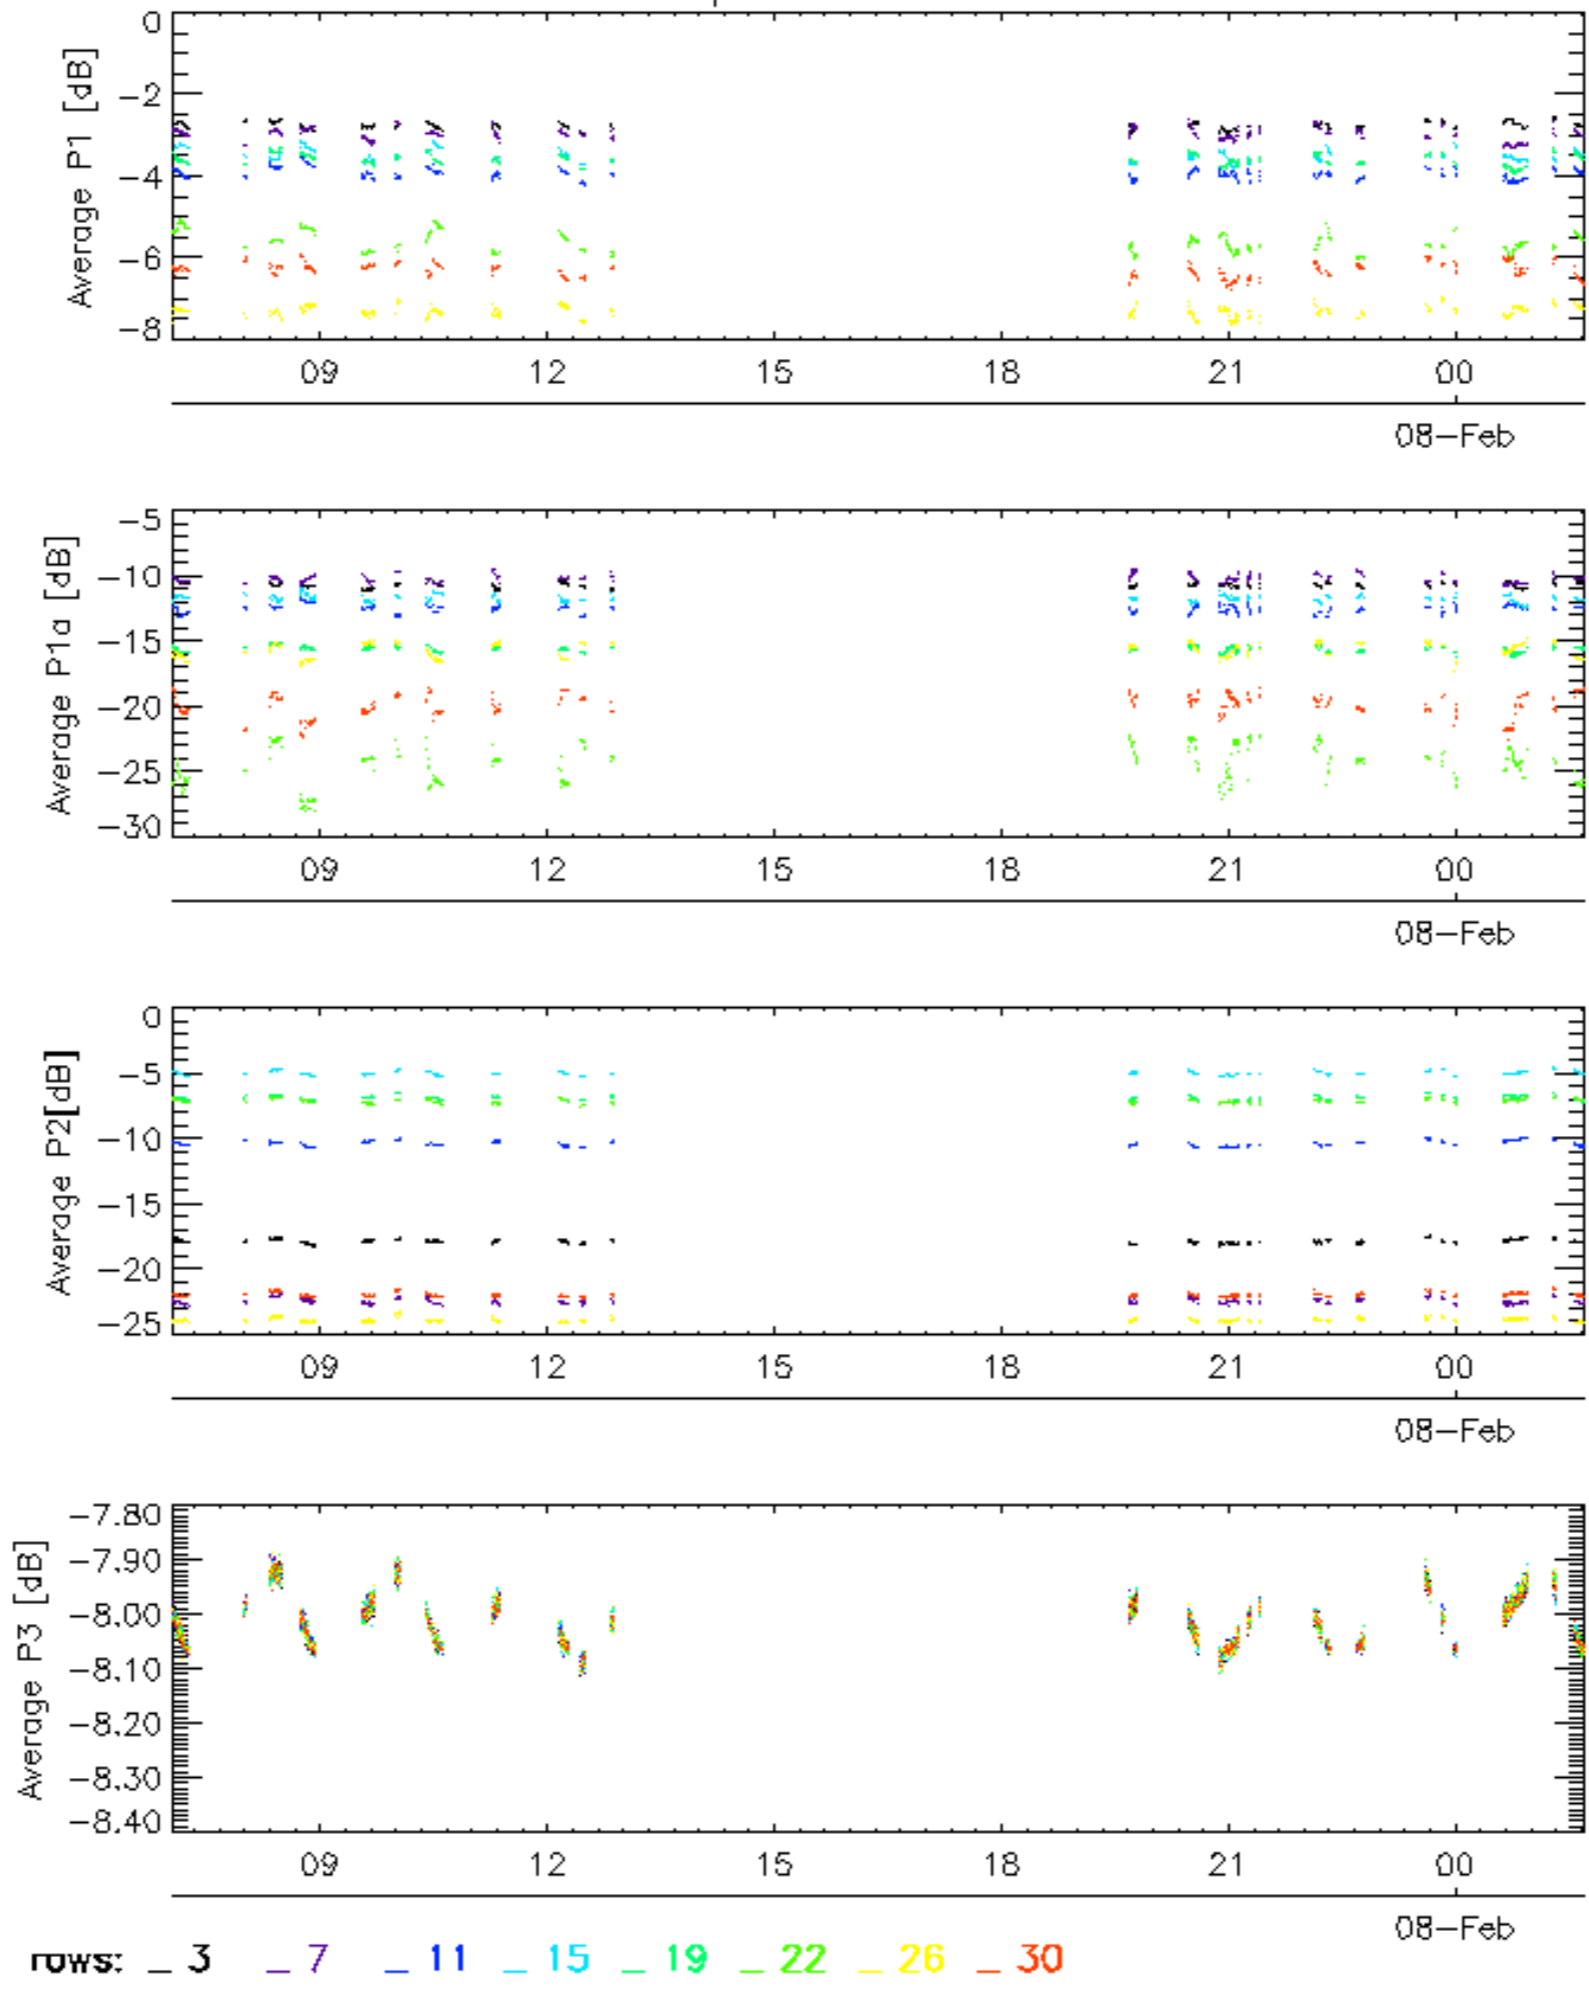 Average P1 [dB]
0
−2
−4
−6
−8
09 12 15 18 21 00
08−Feb
Average P1a [dB]
−5
−10
−15
−20
−25
−30
09 12 15 18 21 00
08−Feb
Average P2[dB]
0
−5
−10
−15
−20
−25
09 12 15 18 21 00
08−Feb
Average P3 [dB]
−7.80
−7.90
−8.00
−8.10
−8.20
−8.30
−8.40
09 12 15 18 21 00
08−Feb
rows: _ 3 _ 7 _ 11 _ 15 _ 19 _ 22 _ 26 _ 30